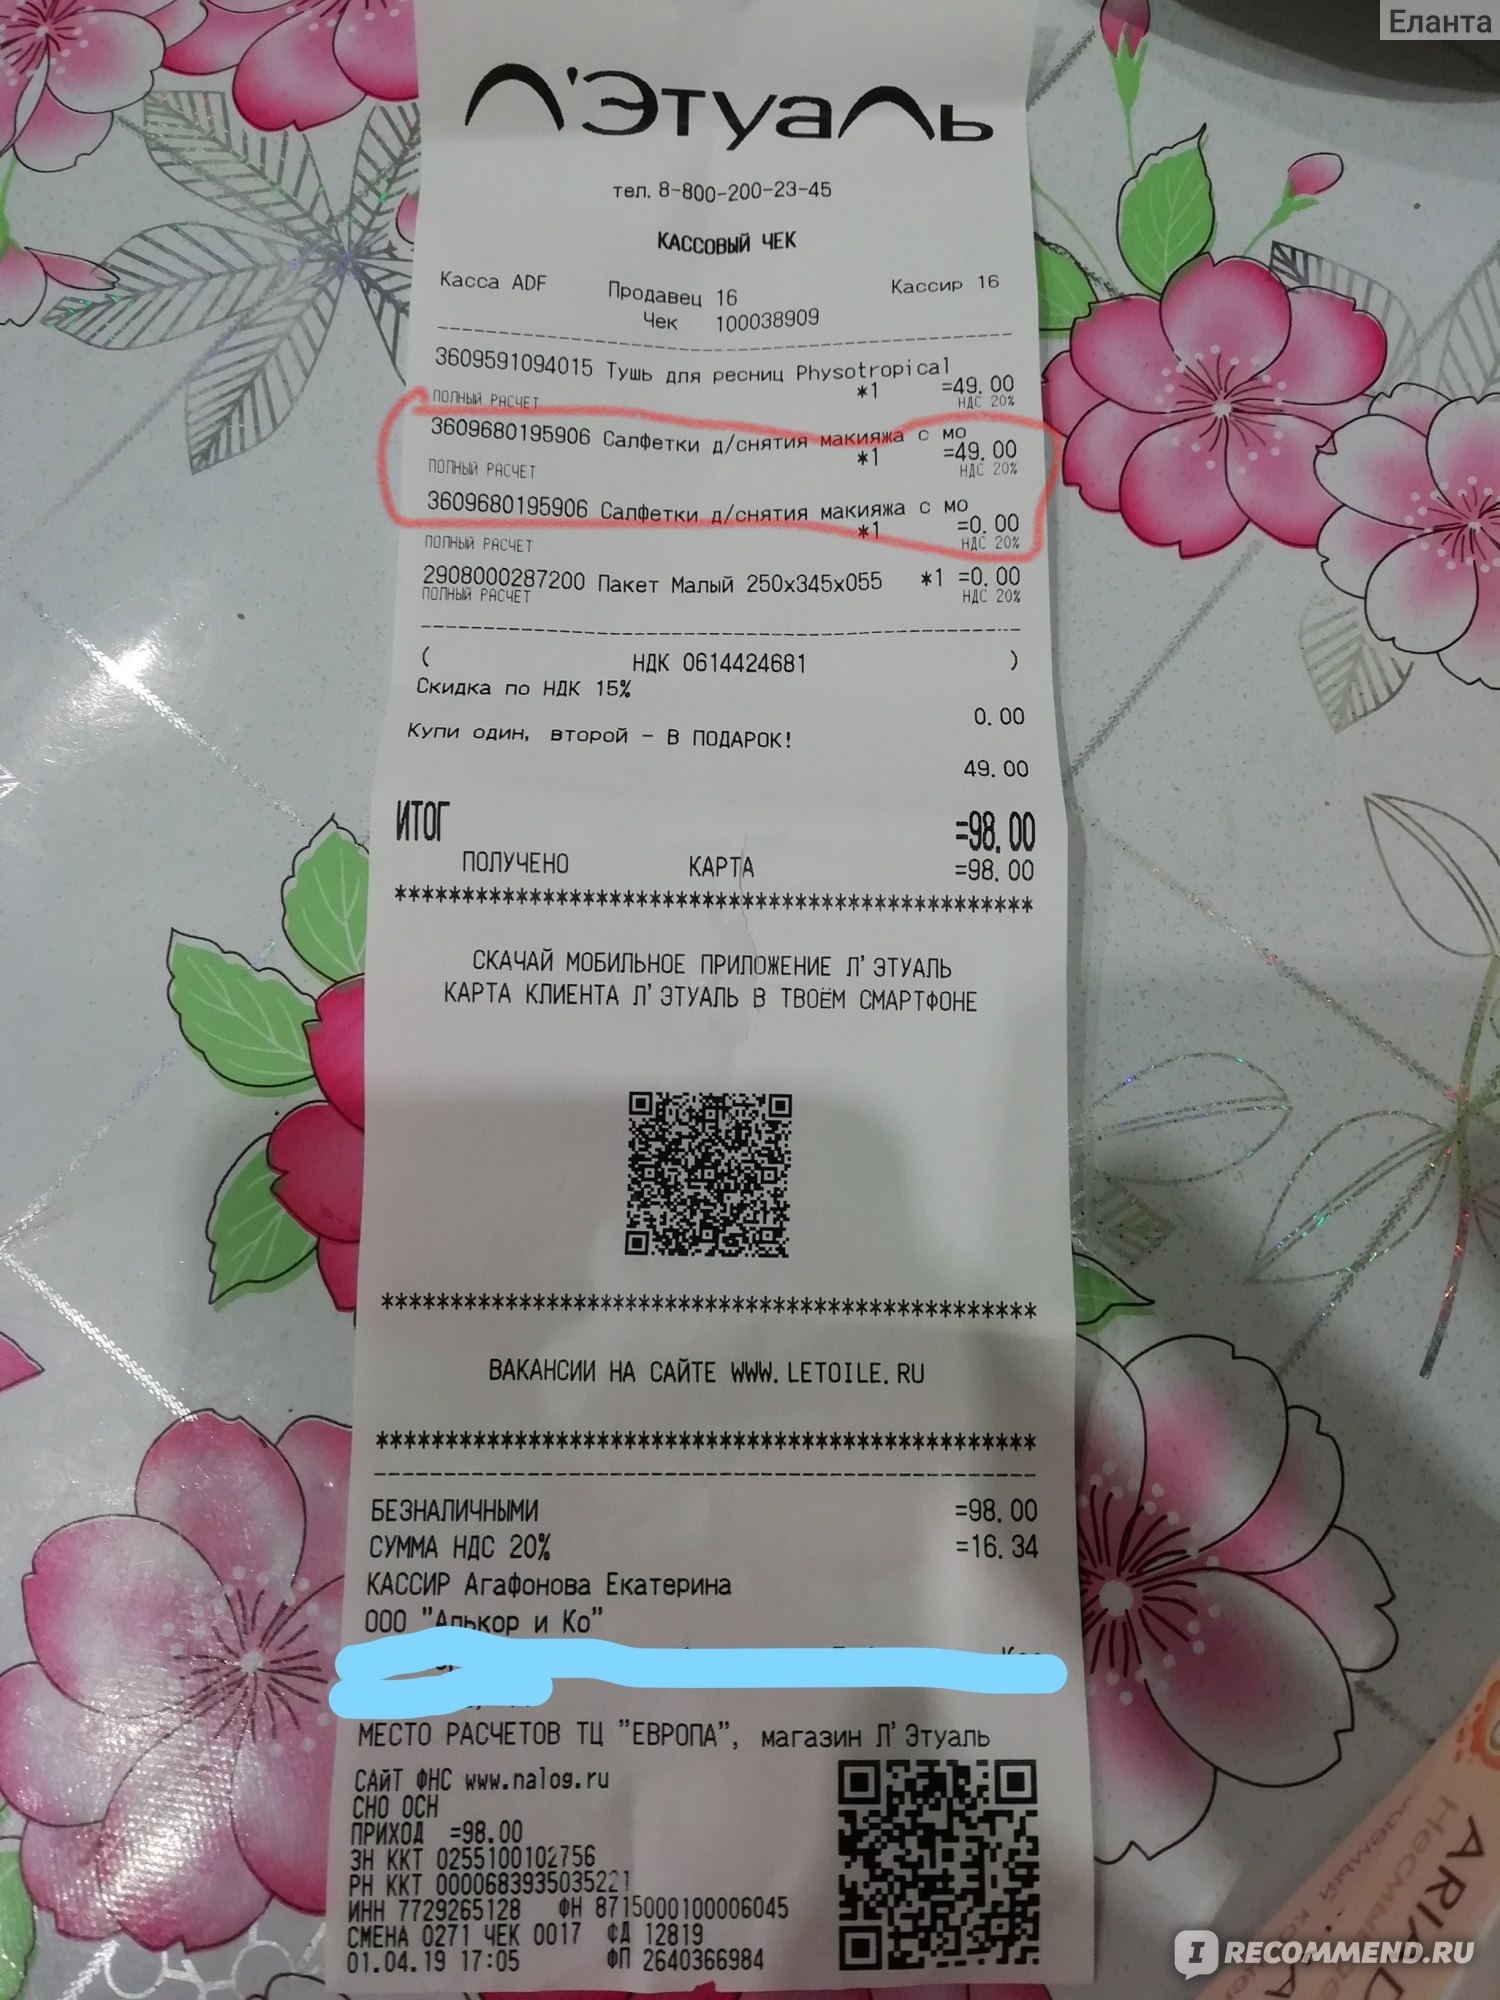 Еланта
Л'Этуаль
тел. 8-800-200-23-45
КАССОВЫЙ ЧЕК
Касса ADF Продавец 16 Кассир 16
Чек 100038909
3609591094015 Тушь для ресниц Physotropical
*1 =49.00
ПОЛНЫЙ РАСЧЕТ НДС 20%
3609680195906 Салфетки д/снятия макияжа с мо
*1 =49.00
ПОЛНЫЙ РАСЧЕТ НДС 20%
3609680195906 Салфетки д/снятия макияжа с мо
*1 =0.00
ПОЛНЫЙ РАСЧЕТ НДС 20%
2908000287200 Пакет Малый 250x345x055 *1 =0.00
ПОЛНЫЙ РАСЧЕТ НДС 20%
( НДК 0614424681 )
Скидка по НДК 15%
0.00
Купи один, второй - В ПОДАРОК!
49.00
ИТОГ =98.00
ПОЛУЧЕНО КАРТА =98.00
************************************************
СКАЧАЙ МОБИЛЬНОЕ ПРИЛОЖЕНИЕ Л'ЭТУАЛЬ
КАРТА КЛИЕНТА Л'ЭТУАЛЬ В ТВОЁМ СМАРТФОНЕ
************************************************
ВАКАНСИИ НА САЙТЕ WWW.LETOILE.RU
************************************************
БЕЗНАЛИЧНЫМИ =98.00
СУММА НДС 20% =16.34
КАССИР Агафонова Екатерина
ООО "Алькор и Ко"
МЕСТО РАСЧЕТОВ ТЦ "ЕВРОПА", магазин Л'Этуаль
САЙТ ФНС www.nalog.ru
СНО ОСН
ПРИХОД =98.00
ЗН ККТ 0255100102756
РН ККТ 0000683935035221
ИНН 7729265128 ФН 8715000100006045
СМЕНА 0271 ЧЕК 0017 ФД 12819
01.04.19 17:05 ФП 2640366984
ARIA
IRECOMMEND.RU